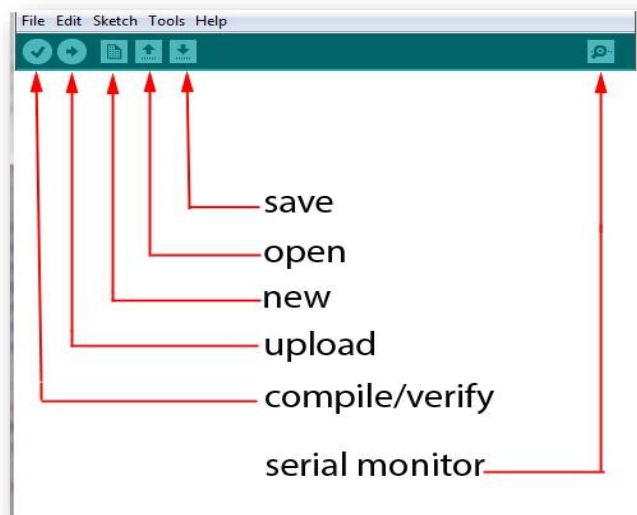 File Edit Sketch Tools Help
save
open
new
upload
compile/verify
serial monitor